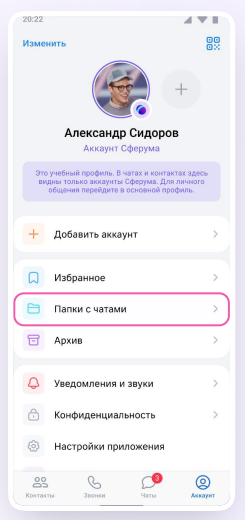 20:22
Изменить
Александр Сидоров
Аккаунт Сферума
Это учебный профиль. В чатах и контактах здесь
видны только аккаунты Сферума. Для личного
общения перейдите в основной профиль.
Добавить аккаунт
Избранное
Папки с чатами
Архив
Уведомления и звуки
Конфиденциальность
Настройки приложения
3
Контакты Звонки Чаты Аккаунт